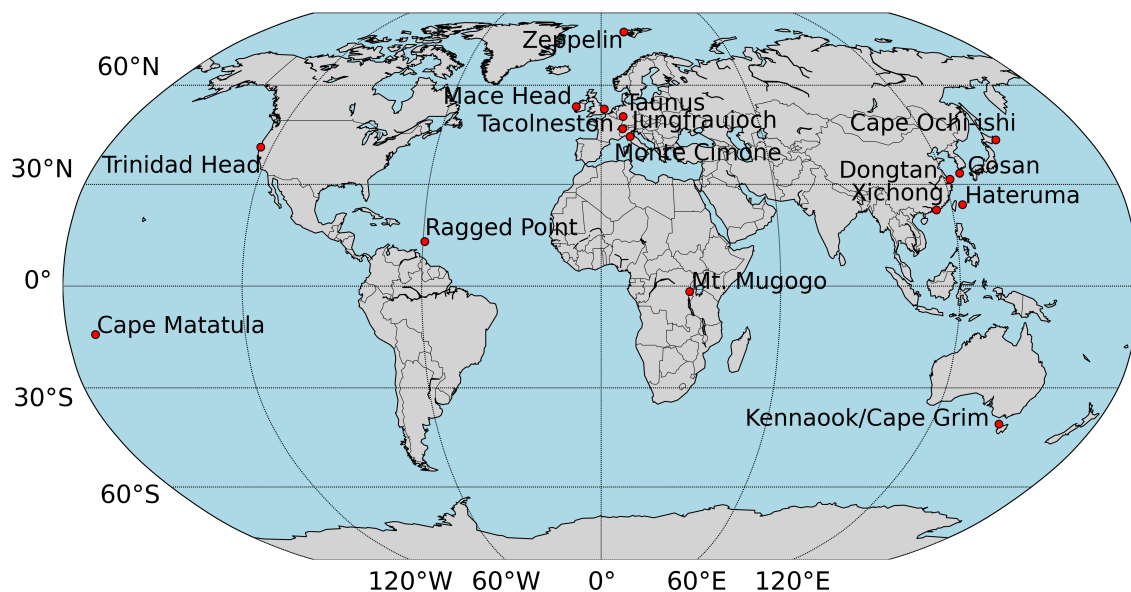 Zeppelin
60°N
Mace Head
Taunus
Tacolneston
Jungfraujoch
Cape Ochi-ishi
Monte Cimone
Trinidad Head
30°N
Dongtan
Gosan
Xichong
Hateruma
Ragged Point
0°
Mt. Mugogo
Cape Matatula
30°S
Kennaook/Cape Grim
60°S
120°W 60°W 0° 60°E 120°E